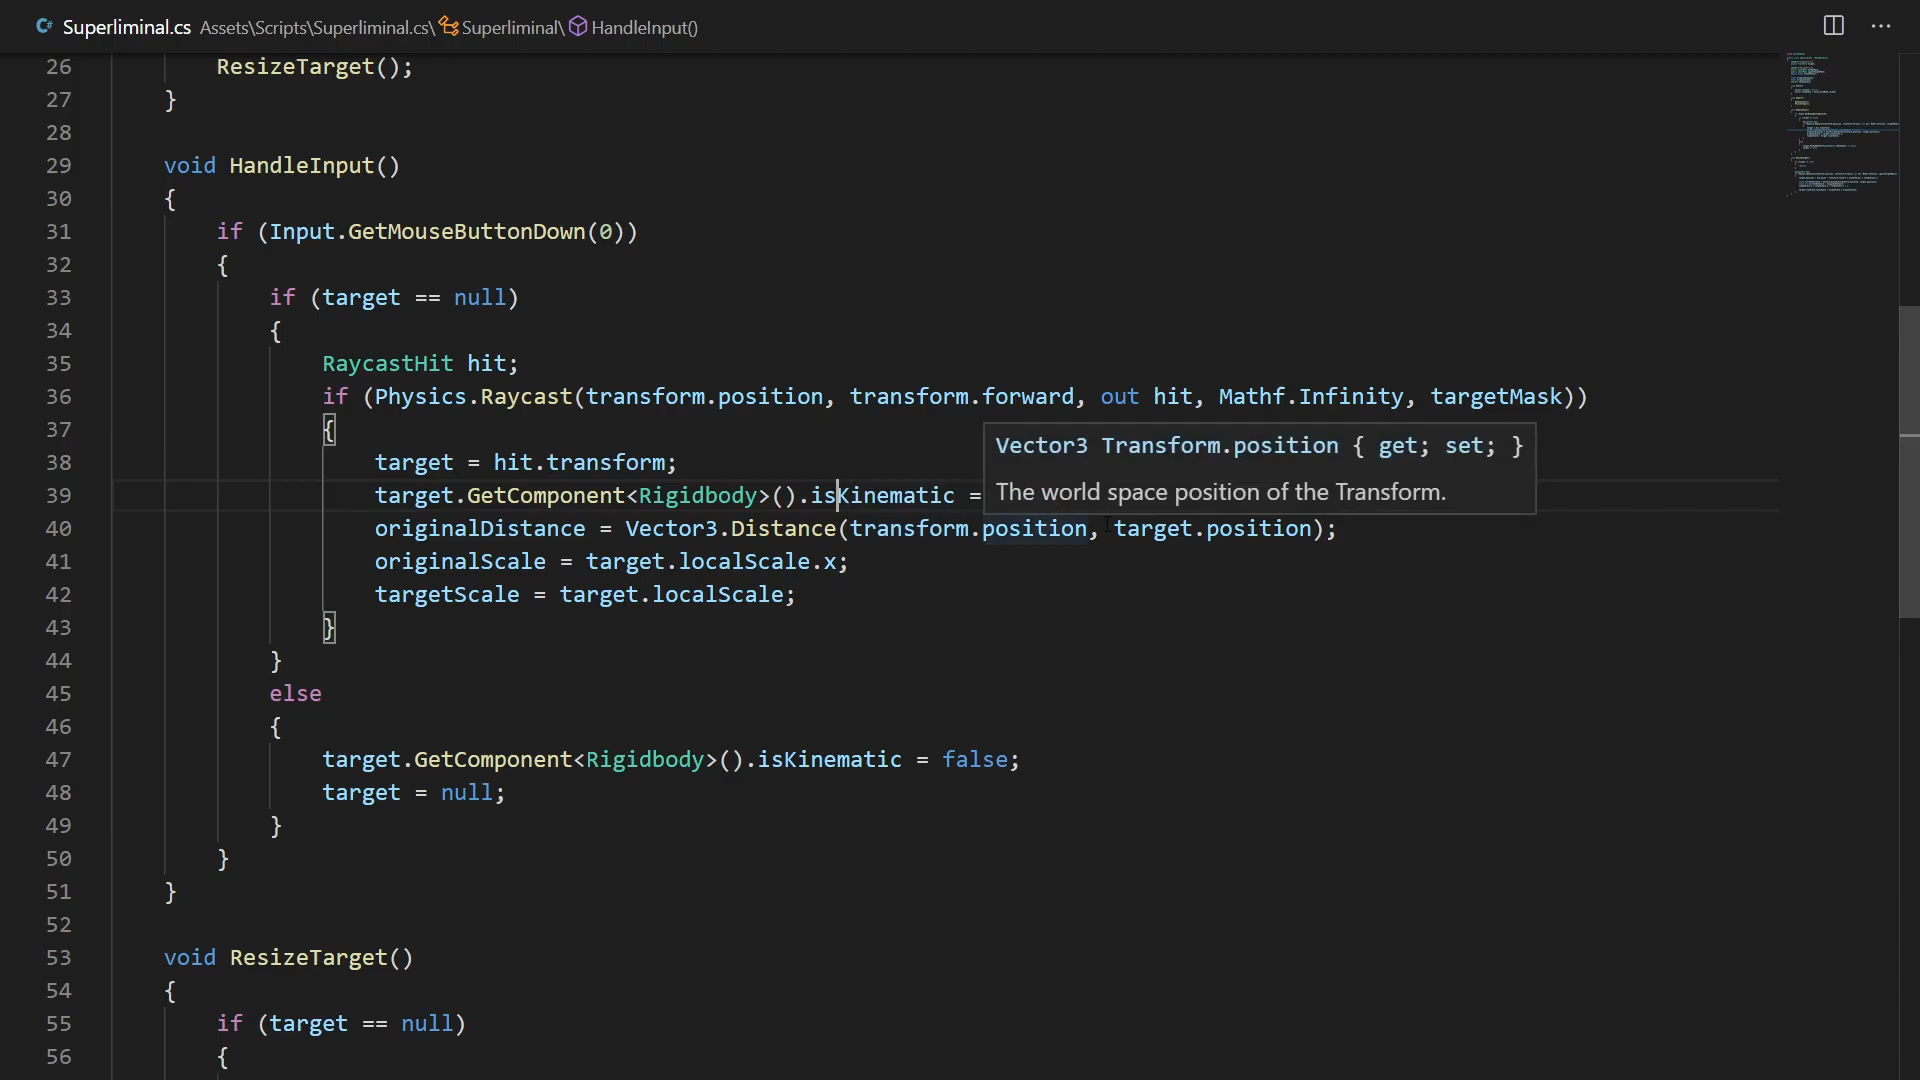 C# Superliminal.cs Assets\Scripts\Superliminal.cs\ Superliminal\ HandleInput()
26 ResizeTarget();
27 }
28
29 void HandleInput()
30 {
31 if (Input.GetMouseButtonDown(0))
32 {
33 if (target == null)
34 {
35 RaycastHit hit;
36 if (Physics.Raycast(transform.position, transform.forward, out hit, Mathf.Infinity, targetMask))
37 {
Vector3 Transform.position { get; set; }
38 target = hit.transform;
39 target.GetComponent<Rigidbody>().isKinematic =
The world space position of the Transform.
40 originalDistance = Vector3.Distance(transform.position, target.position);
41 originalScale = target.localScale.x;
42 targetScale = target.localScale;
43 }
44 }
45 else
46 {
47 target.GetComponent<Rigidbody>().isKinematic = false;
48 target = null;
49 }
50 }
51 }
52
53 void ResizeTarget()
54 {
55 if (target == null)
56 {